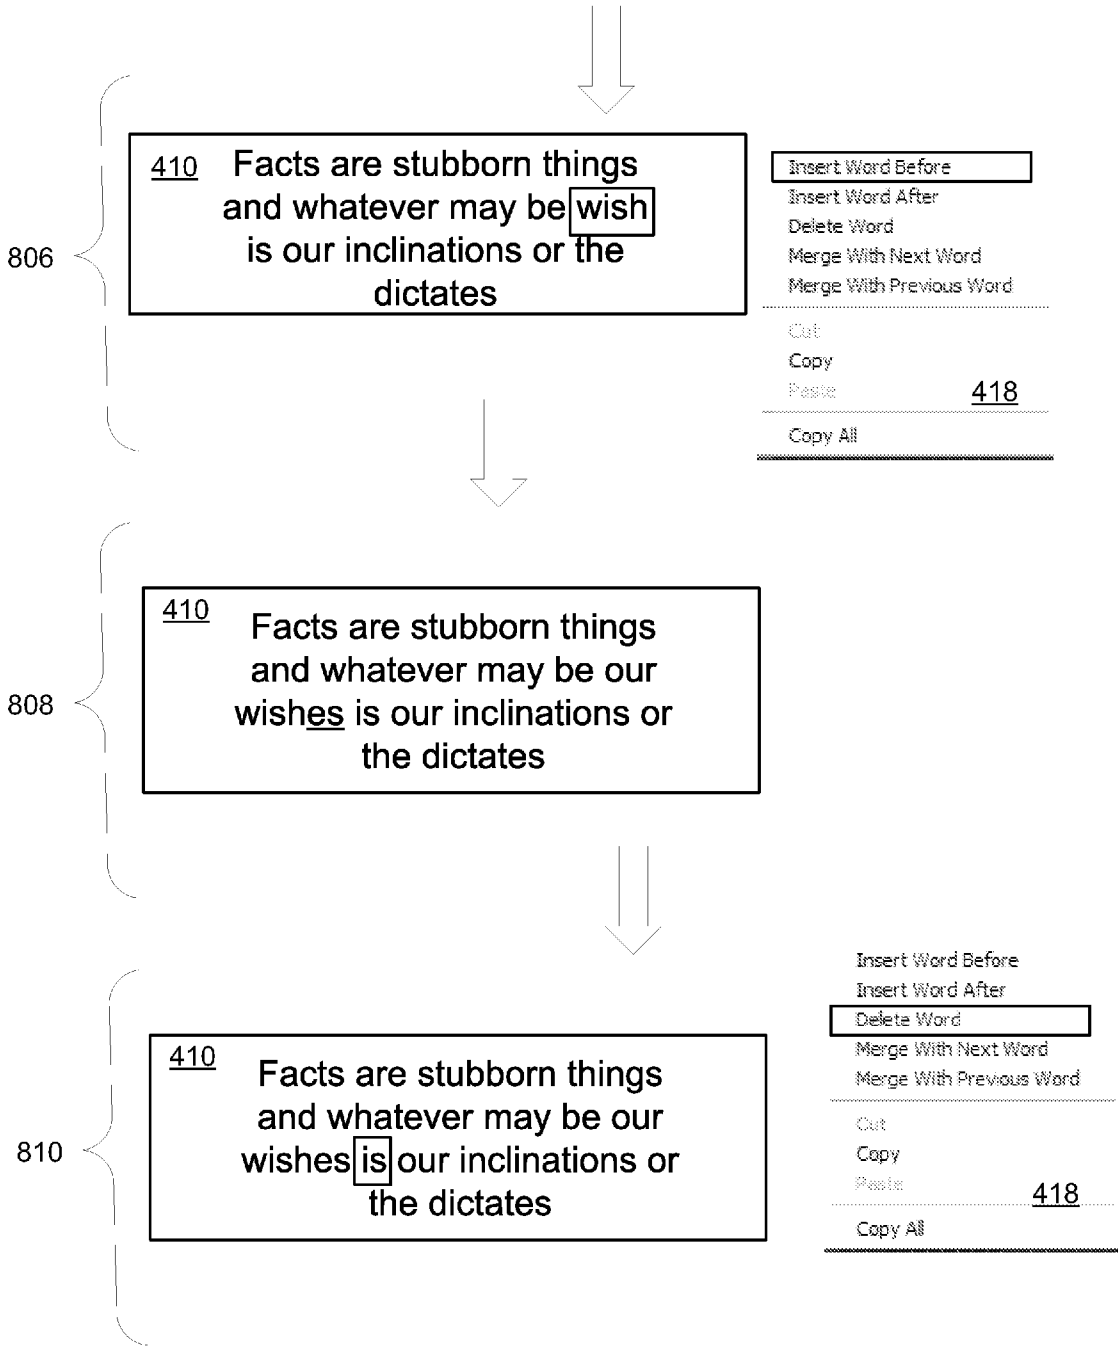 410 Facts are stubborn things
and whatever may be wish
is our inclinations or the
dictates
806
Insert Word Before
Insert Word After
Delete Word
Merge With Next Word
Merge With Previous Word
Cut
Copy
Paste
418
Copy All
410
Facts are stubborn things
and whatever may be our
wishes is our inclinations or
the dictates
808
410
Facts are stubborn things
and whatever may be our
wishes is our inclinations or
the dictates
810
Insert Word Before
Insert Word After
Delete Word
Merge With Next Word
Merge With Previous Word
Cut
Copy
Paste
418
Copy All